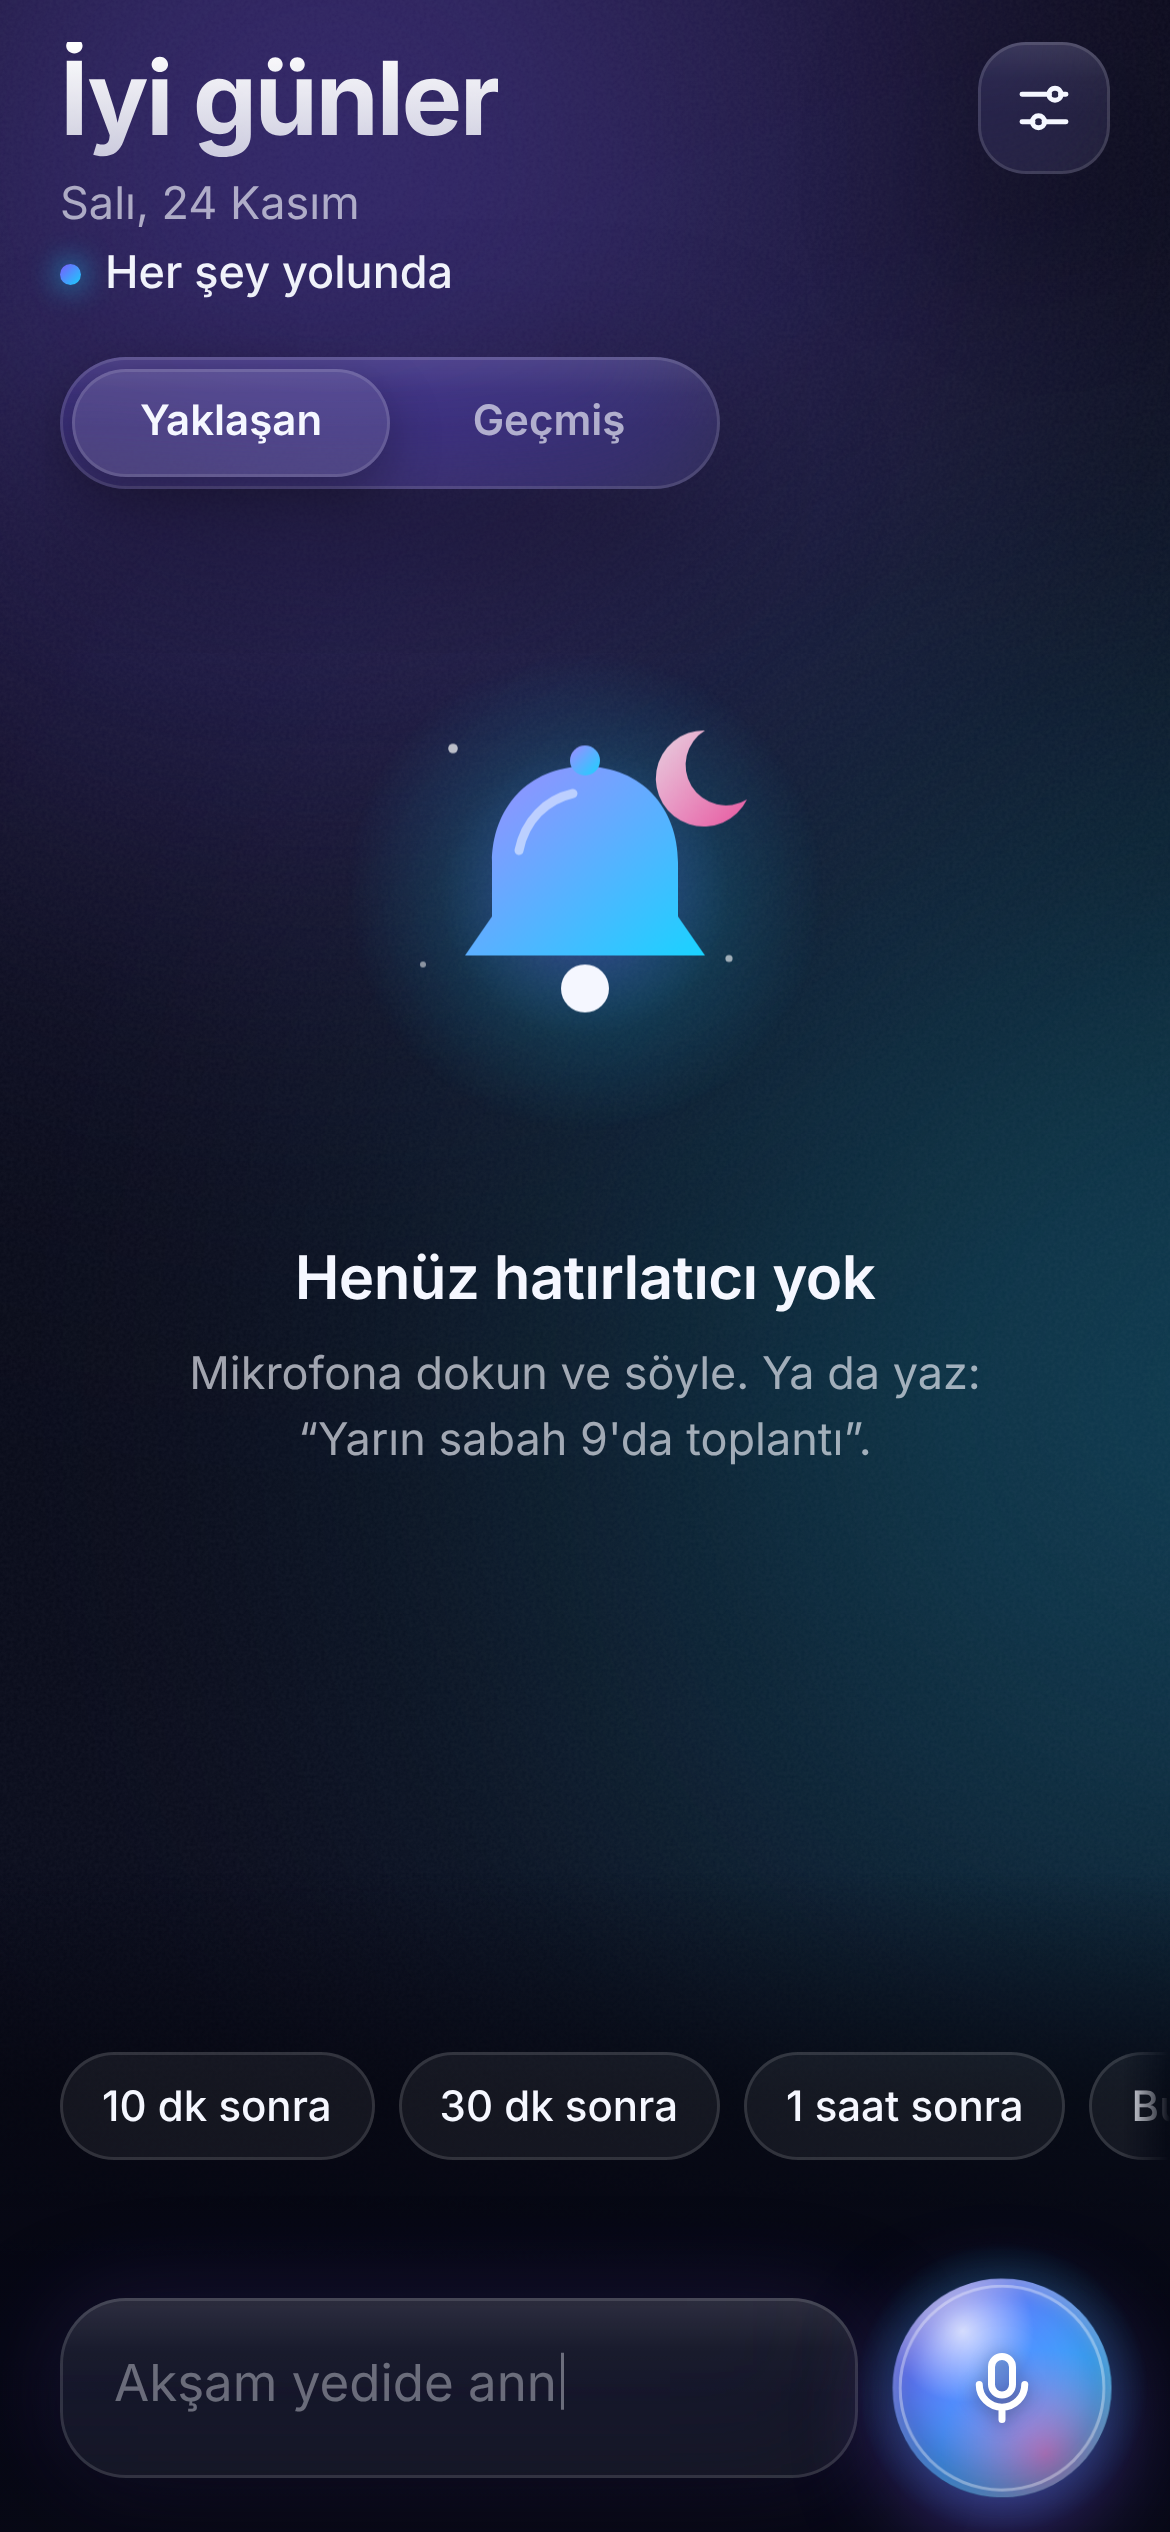 İyi günler
Salı, 24 Kasım
Her şey yolunda
Yaklaşan
Geçmiş
Henüz hatırlatıcı yok
Mikrofona dokun ve söyle. Ya da yaz:
“Yarın sabah 9'da toplantı”.
10 dk sonra
30 dk sonra
1 saat sonra
Akşam yedide ann